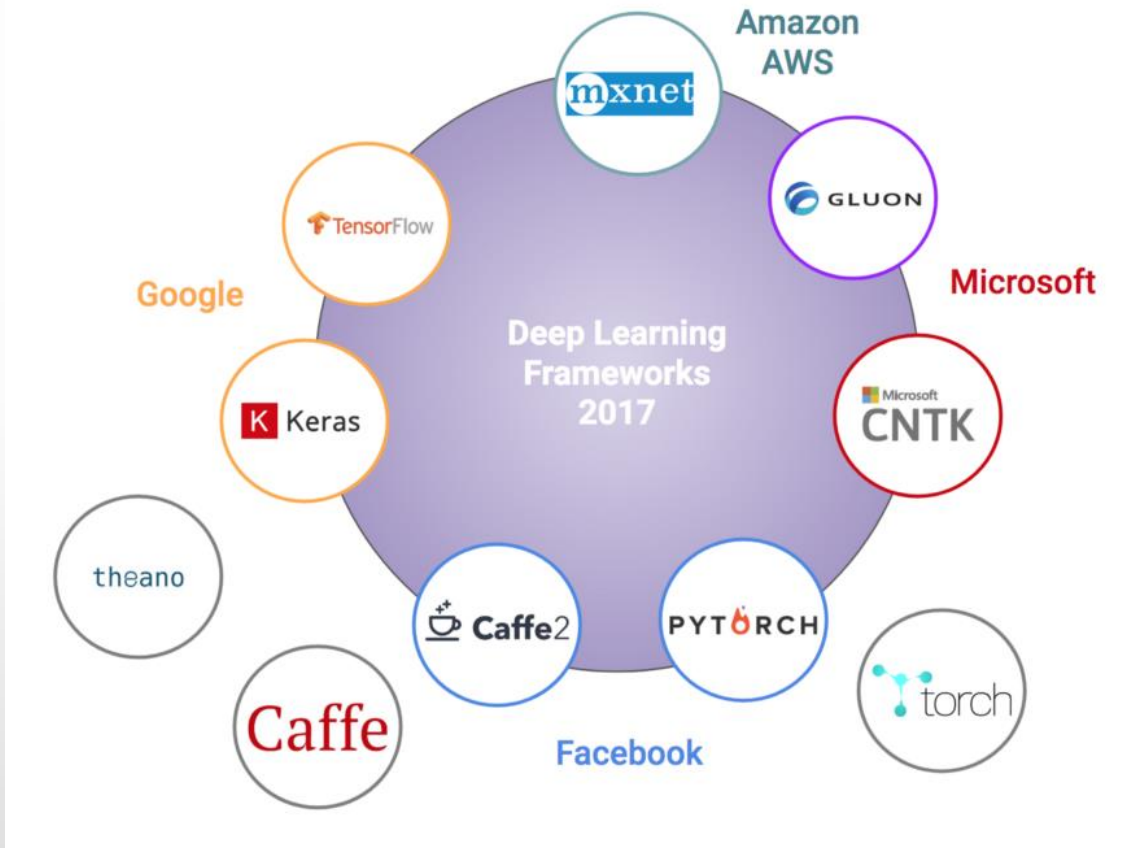 Amazon
AWS
mxnet
GLUON
TensorFlow
Google
Microsoft
Deep Learning
Frameworks
2017
K Keras
Microsoft
CNTK
theano
Caffe2
PYTORCH
Caffe
torch
Facebook